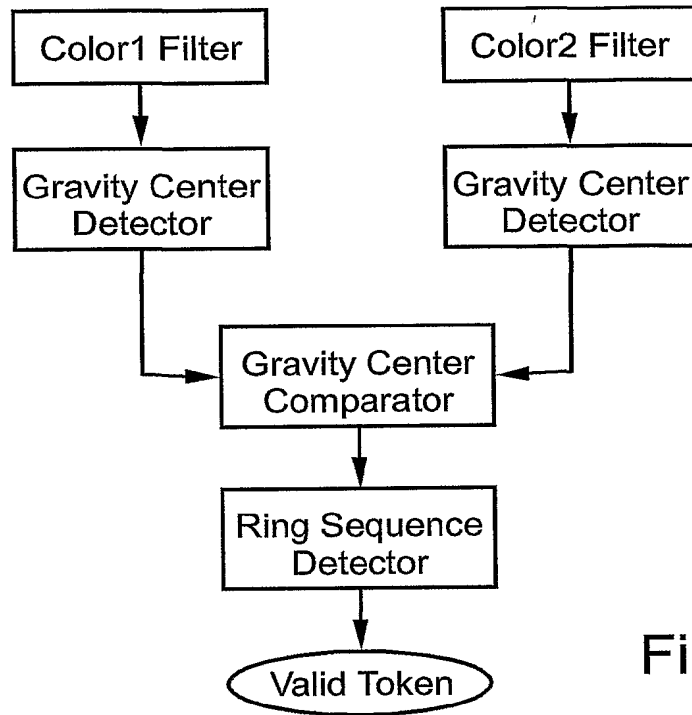 Color1 Filter
Color2 Filter
Gravity Center
Detector
Gravity Center
Detector
Gravity Center
Comparator
Ring Sequence
Detector
Valid Token
Fi